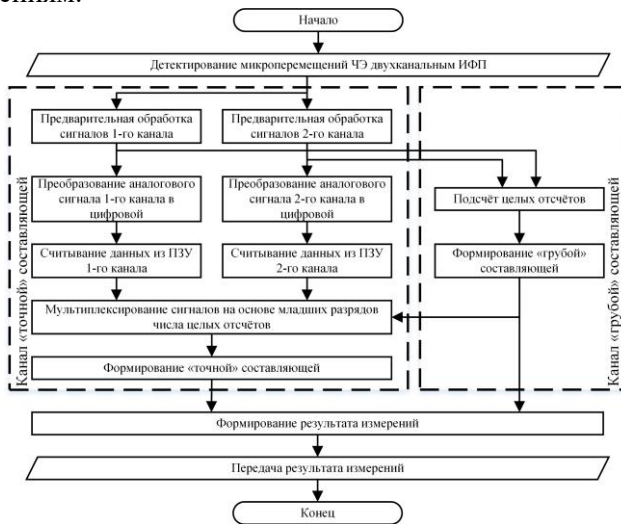 Начало
Детектирование микроперемещений ЧЭ двухканальным ИФП
Предварительная обработка
сигналов 1-го канала
Предварительная обработка
сигналов 2-го канала
Преобразование аналогового
сигнала 1-го канала в
цифровой
Преобразование аналогового
сигнала 2-го канала в
цифровой
Подсчёт целых отсчётов
Считывание данных из ПЗУ
1-го канала
Считывание данных из ПЗУ
2-го канала
Формирование «грубой»
составляющей
Мультиплексирование сигналов на основе младших разрядов
числа целых отсчётов
Формирование «точной» составляющей
Канал «точной» составляющей
Канал «грубой» составляющей
Формирование результата измерений
Передача результата измерений
Конец